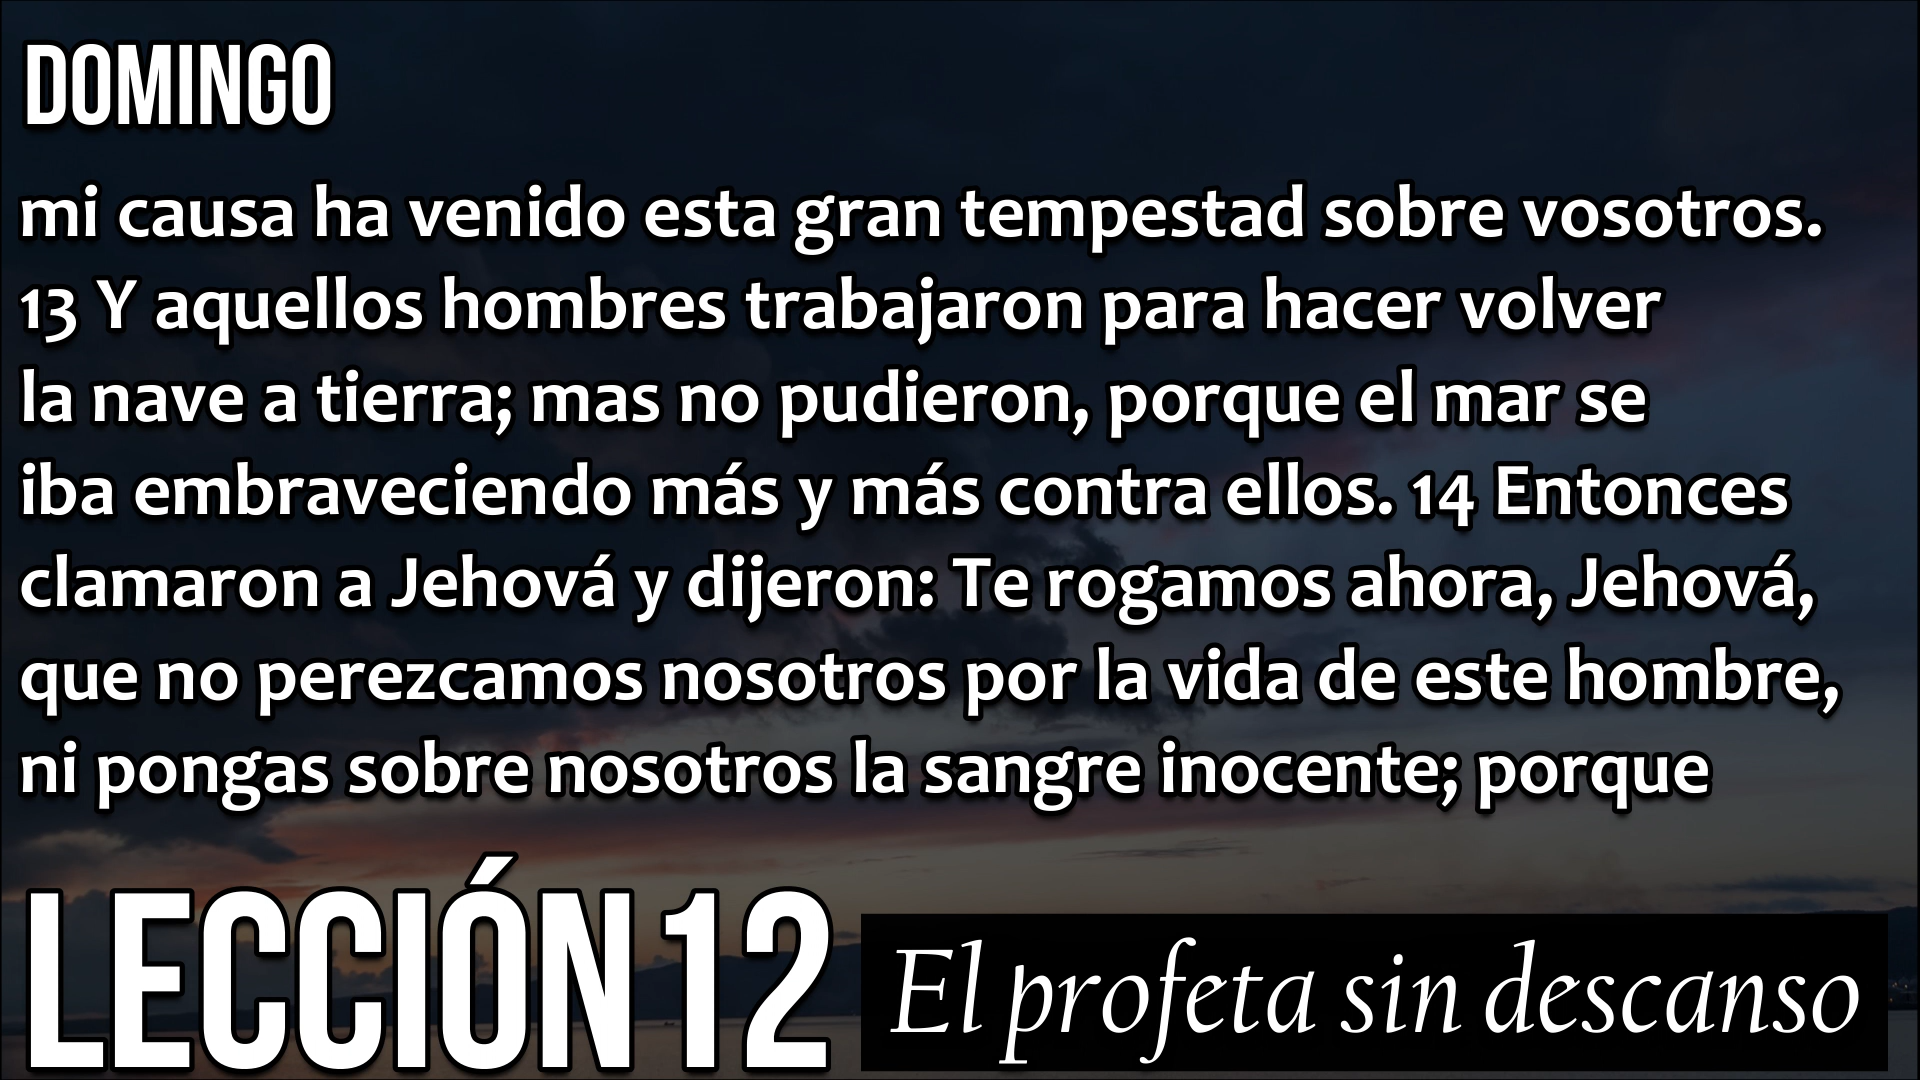 DOMINGO
mi causa ha venido esta gran tempestad sobre vosotros.
13 Y aquellos hombres trabajaron para hacer volver
la nave a tierra; mas no pudieron, porque el mar se
iba embraveciendo más y más contra ellos. 14 Entonces
clamaron a Jehová y dijeron: Te rogamos ahora, Jehová,
que no perezcamos nosotros por la vida de este hombre,
ni pongas sobre nosotros la sangre inocente; porque
LECCIÓN 12
El profeta sin descanso